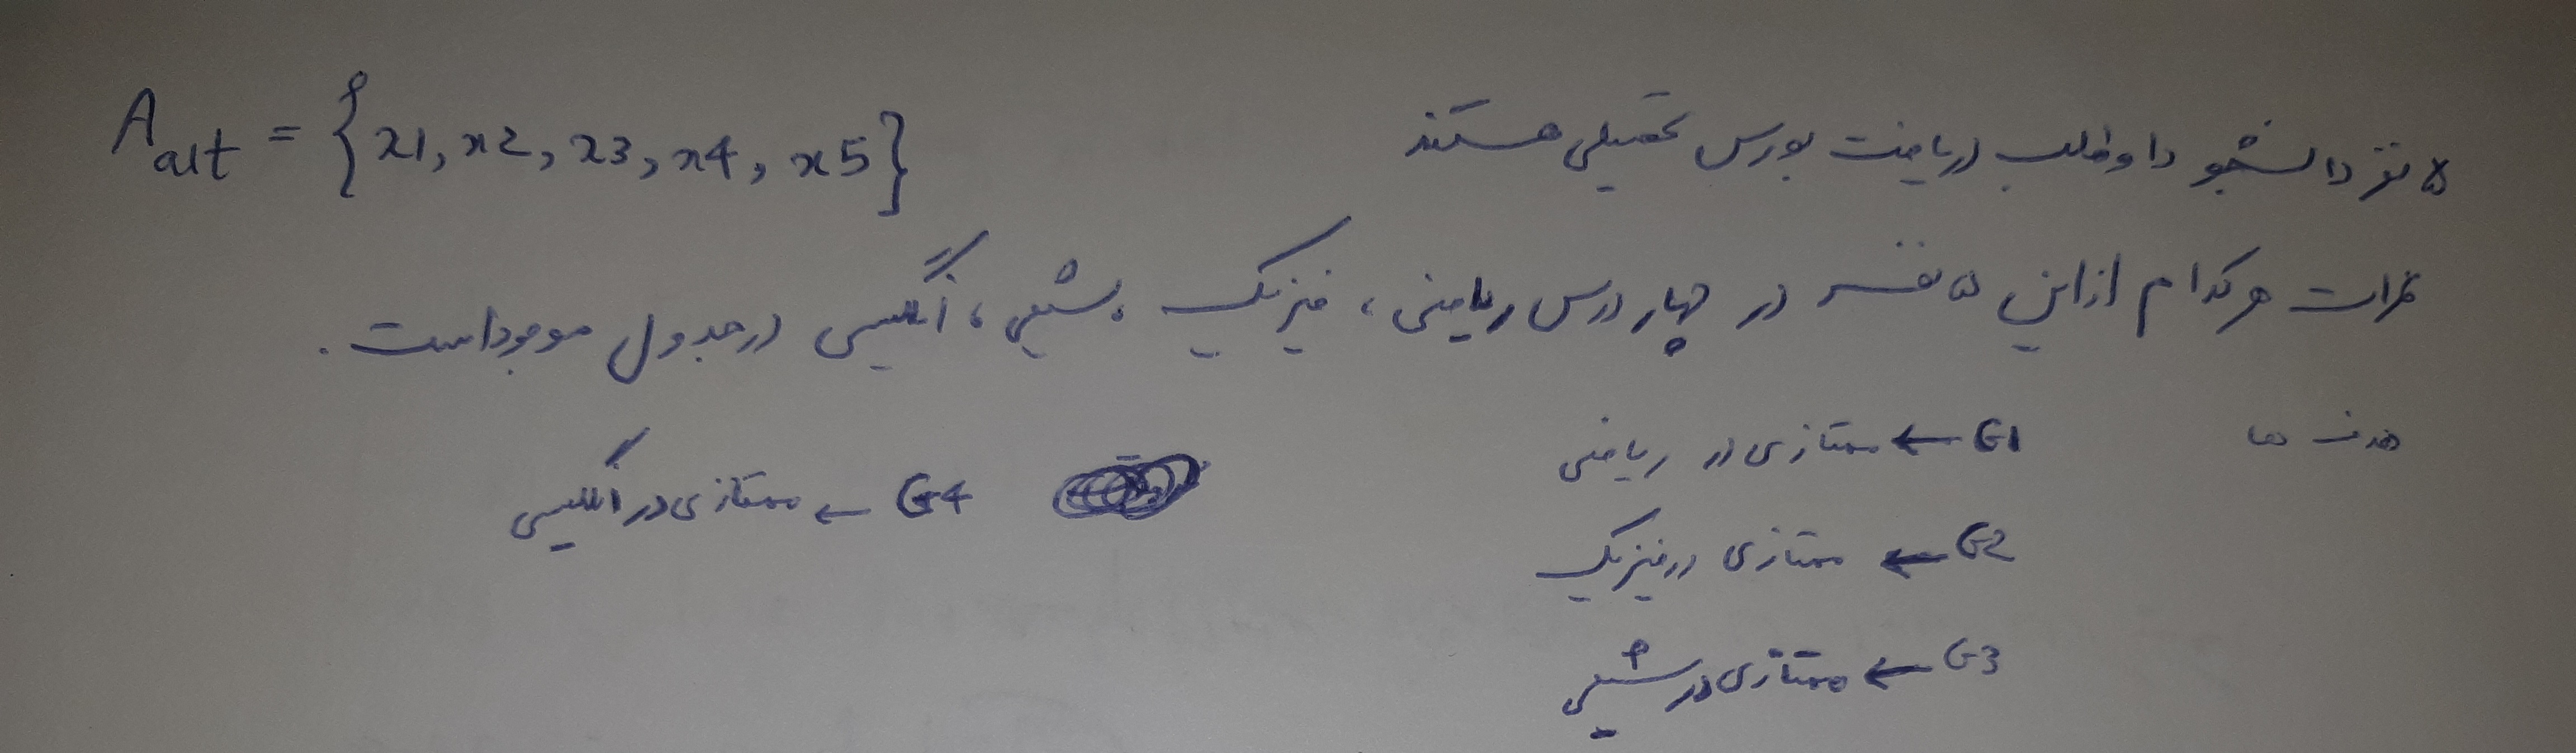 ۵ نفر دانشجو داوطلب دریافت بورس تحصیلی هستند A alt = {x1, x2, x3, x4, x5}
نمرات هر کدام از این ۵ نفر در چهار درس ریاضی، فیزیک، شیمی، انگلیسی در جدول موجود است.
هدف ها G1 ← ممتازی در ریاضی
G2 ← ممتازی در فیزیک G4 ← ممتازی در انگلیسی
G3 ← ممتازی در شیمی